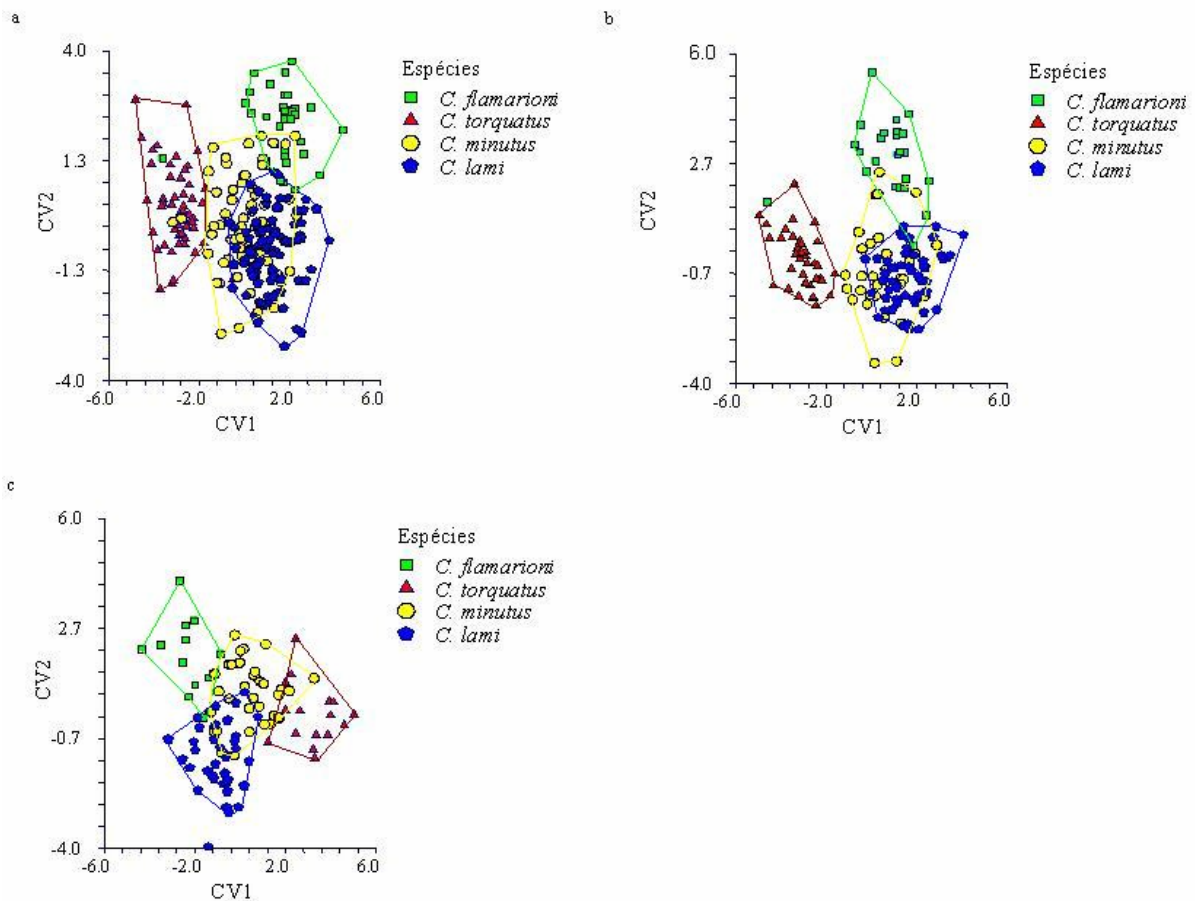 a
4.0
1.3
-1.3
-4.0
CV2
-6.0 -2.0 2.0 6.0
CV1
Espécies
C. flamarioni
C. torquatus
C. minutus
C. lami
b
6.0
2.7
-0.7
-4.0
CV2
-6.0 -2.0 2.0 6.0
CV1
Espécies
C. flamarioni
C. torquatus
C. minutus
C. lami
c
6.0
2.7
-0.7
-4.0
CV2
-6.0 -2.0 2.0 6.0
CV1
Espécies
C. flamarioni
C. torquatus
C. minutus
C. lami